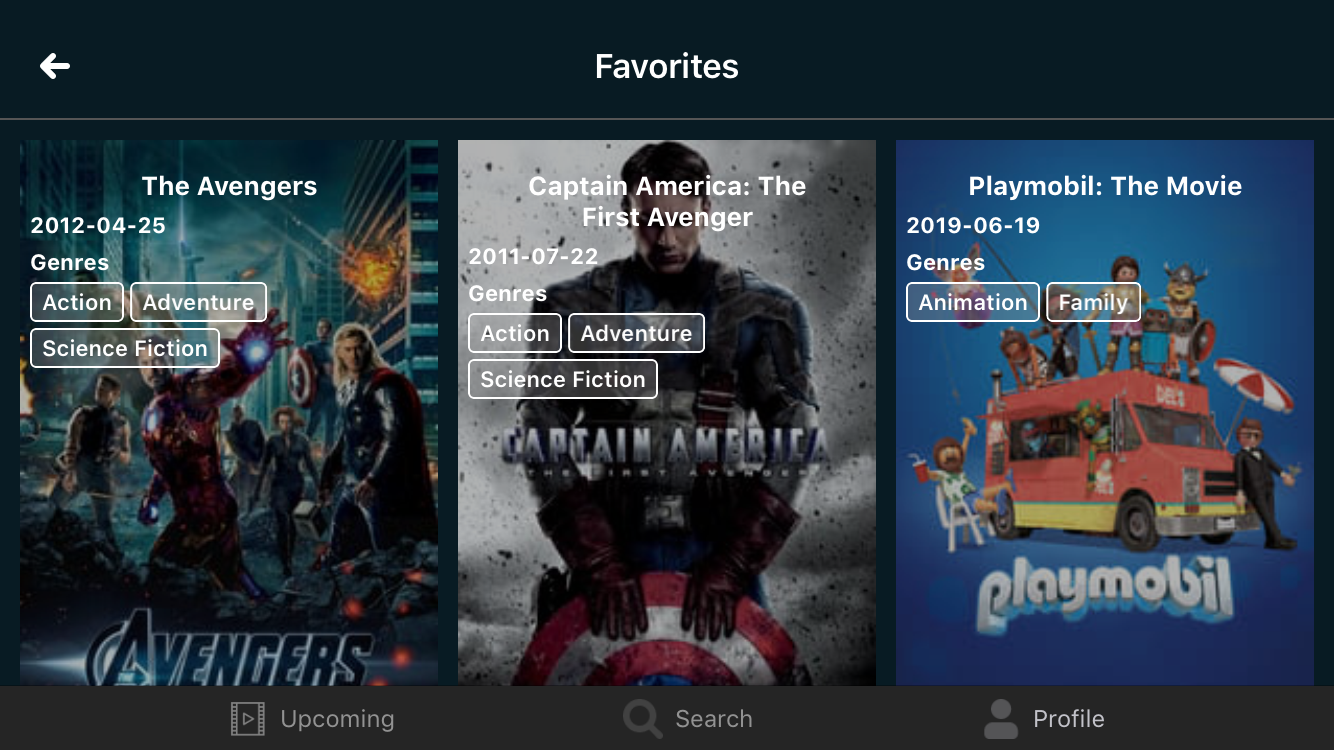 Favorites
The Avengers
2012-04-25
Genres
Action Adventure
Science Fiction
AVENGERS
Captain America: The
First Avenger
2011-07-22
Genres
Action Adventure
Science Fiction
CAPTAIN AMERICA
THE FIRST AVENGER
Playmobil: The Movie
2019-06-19
Genres
Animation Family
DEL'S
playmobil
Upcoming Search Profile